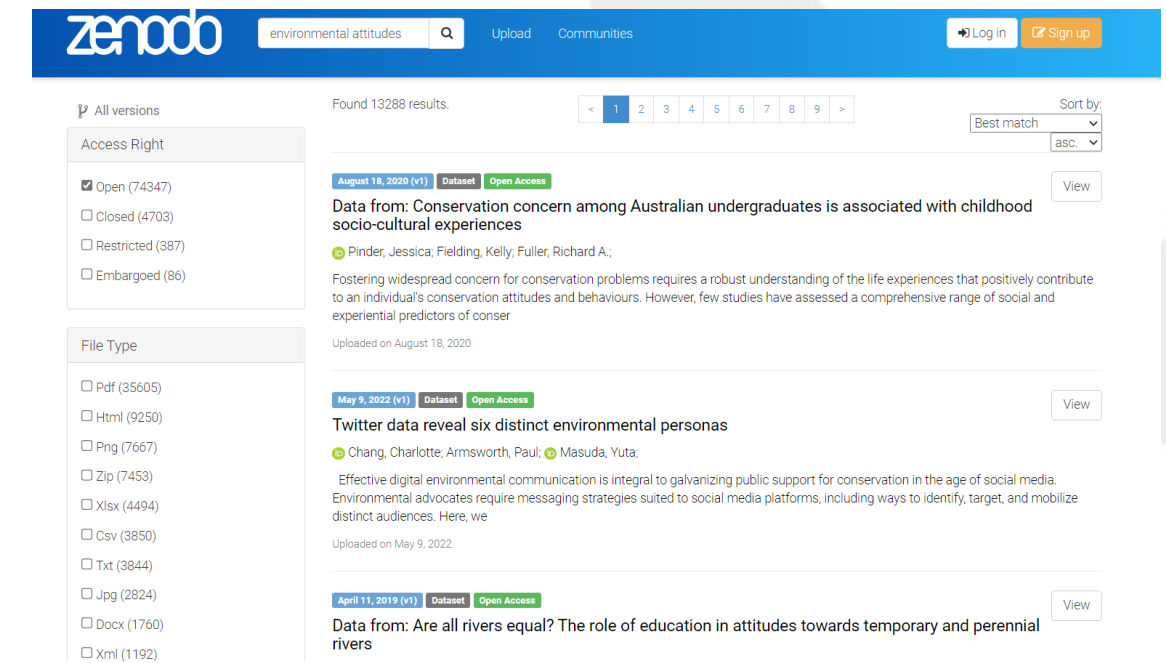 zenodo
environmental attitudes
Upload
Communities
Log in
Sign up
All versions
Access Right
Open (74347)
Closed (4703)
Restricted (387)
Embargoed (86)
File Type
Pdf (35605)
Html (9250)
Png (7667)
Zip (7453)
Xlsx (4494)
Csv (3850)
Txt (3844)
Jpg (2824)
Docx (1760)
Xml (1192)
Found 13288 results.
< 1 2 3 4 5 6 7 8 9 >
Sort by:
Best match
asc.
August 18, 2020 (v1) Dataset Open Access
View
Data from: Conservation concern among Australian undergraduates is associated with childhood
socio-cultural experiences
iD Pinder, Jessica; Fielding, Kelly; Fuller, Richard A.;
Fostering widespread concern for conservation problems requires a robust understanding of the life experiences that positively contribute
to an individual's conservation attitudes and behaviours. However, few studies have assessed a comprehensive range of social and
experiential predictors of conser
Uploaded on August 18, 2020
May 9, 2022 (v1) Dataset Open Access
View
Twitter data reveal six distinct environmental personas
iD Chang, Charlotte; Armsworth, Paul; iD Masuda, Yuta;
Effective digital environmental communication is integral to galvanizing public support for conservation in the age of social media.
Environmental advocates require messaging strategies suited to social media platforms, including ways to identify, target, and mobilize
distinct audiences. Here, we
Uploaded on May 9, 2022
April 11, 2019 (v1) Dataset Open Access
View
Data from: Are all rivers equal? The role of education in attitudes towards temporary and perennial
rivers